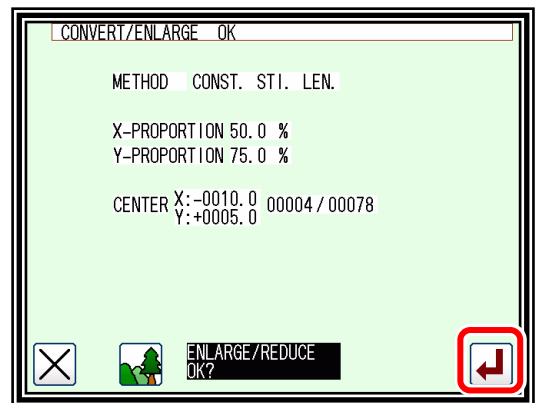 CONVERT/ENLARGE OK
METHOD CONST. STI. LEN.
X-PROPORTION 50.0 %
Y-PROPORTION 75.0 %
CENTER X:-0010.0 00004/00078
Y:+0005.0
ENLARGE/REDUCE
OK?